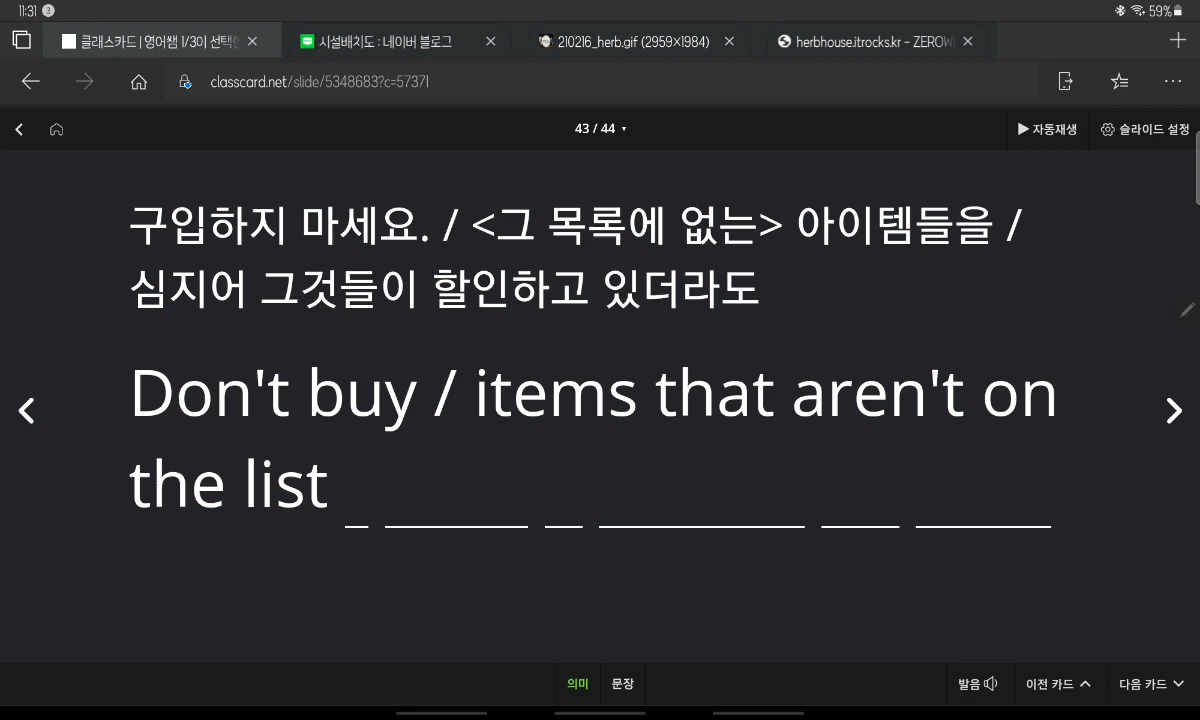 11:31 3 59%
클래스카드 | 영어쌤 1/3이 선택한
시설배치도 : 네이버 블로그
210216_herb.gif (2959×1984)
herbhouse.itrocks.kr - ZEROW
classcard.net/slide/5348683?c=57371
43 / 44
자동재생
슬라이드 설정
구입하지 마세요. / <그 목록에 없는> 아이템들을 /
심지어 그것들이 할인하고 있더라도
Don't buy / items that aren't on
the list
의미 문장
발음
이전 카드
다음 카드